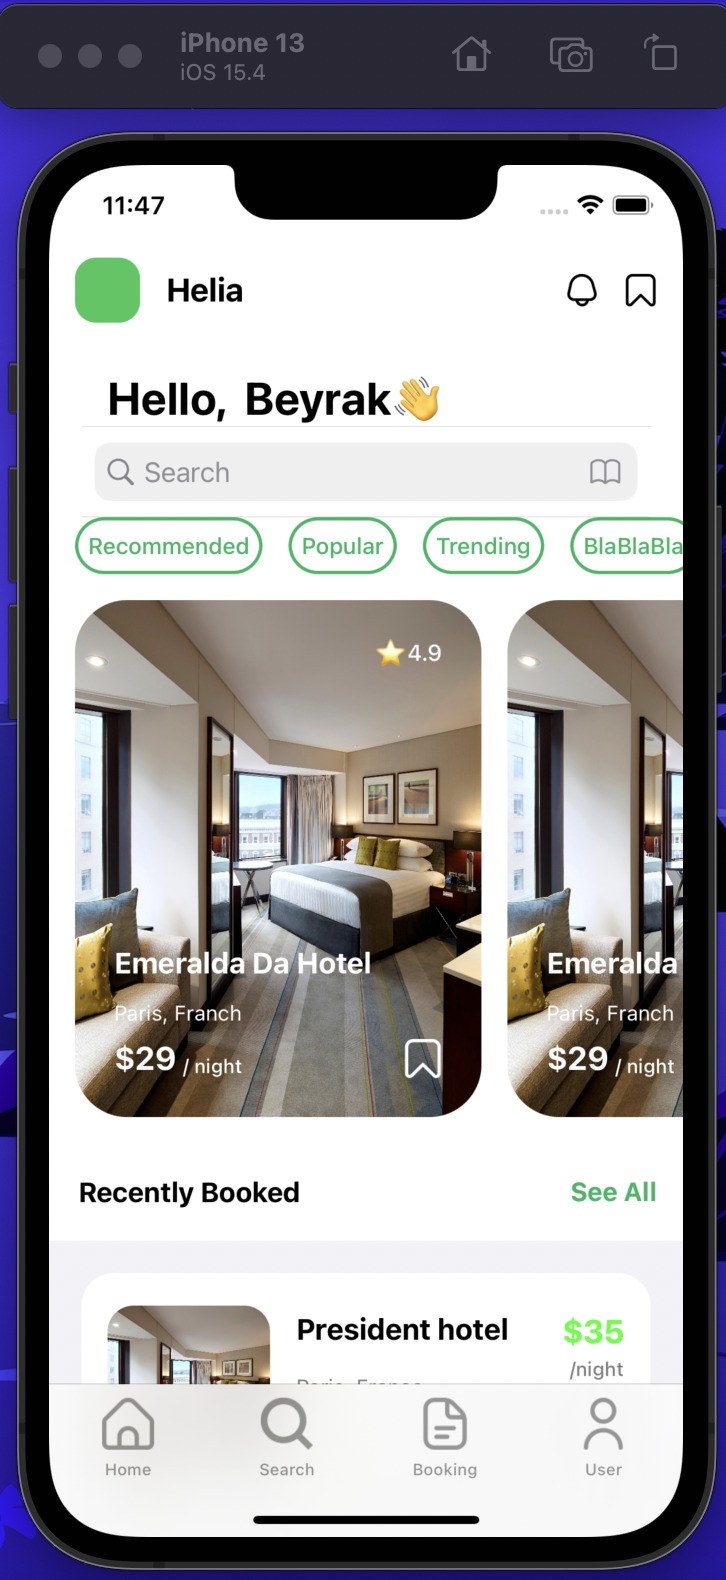 iPhone 13
iOS 15.4
11:47
Helia
Hello, Beyrak👋
Search
Recommended Popular Trending BlaBlaBla
⭐4.9
Emeralda Da Hotel Emeralda
Paris, Franch Paris, Franch
$29 / night $29 / night
Recently Booked See All
President hotel $35
Paris, France /night
Home Search Booking User